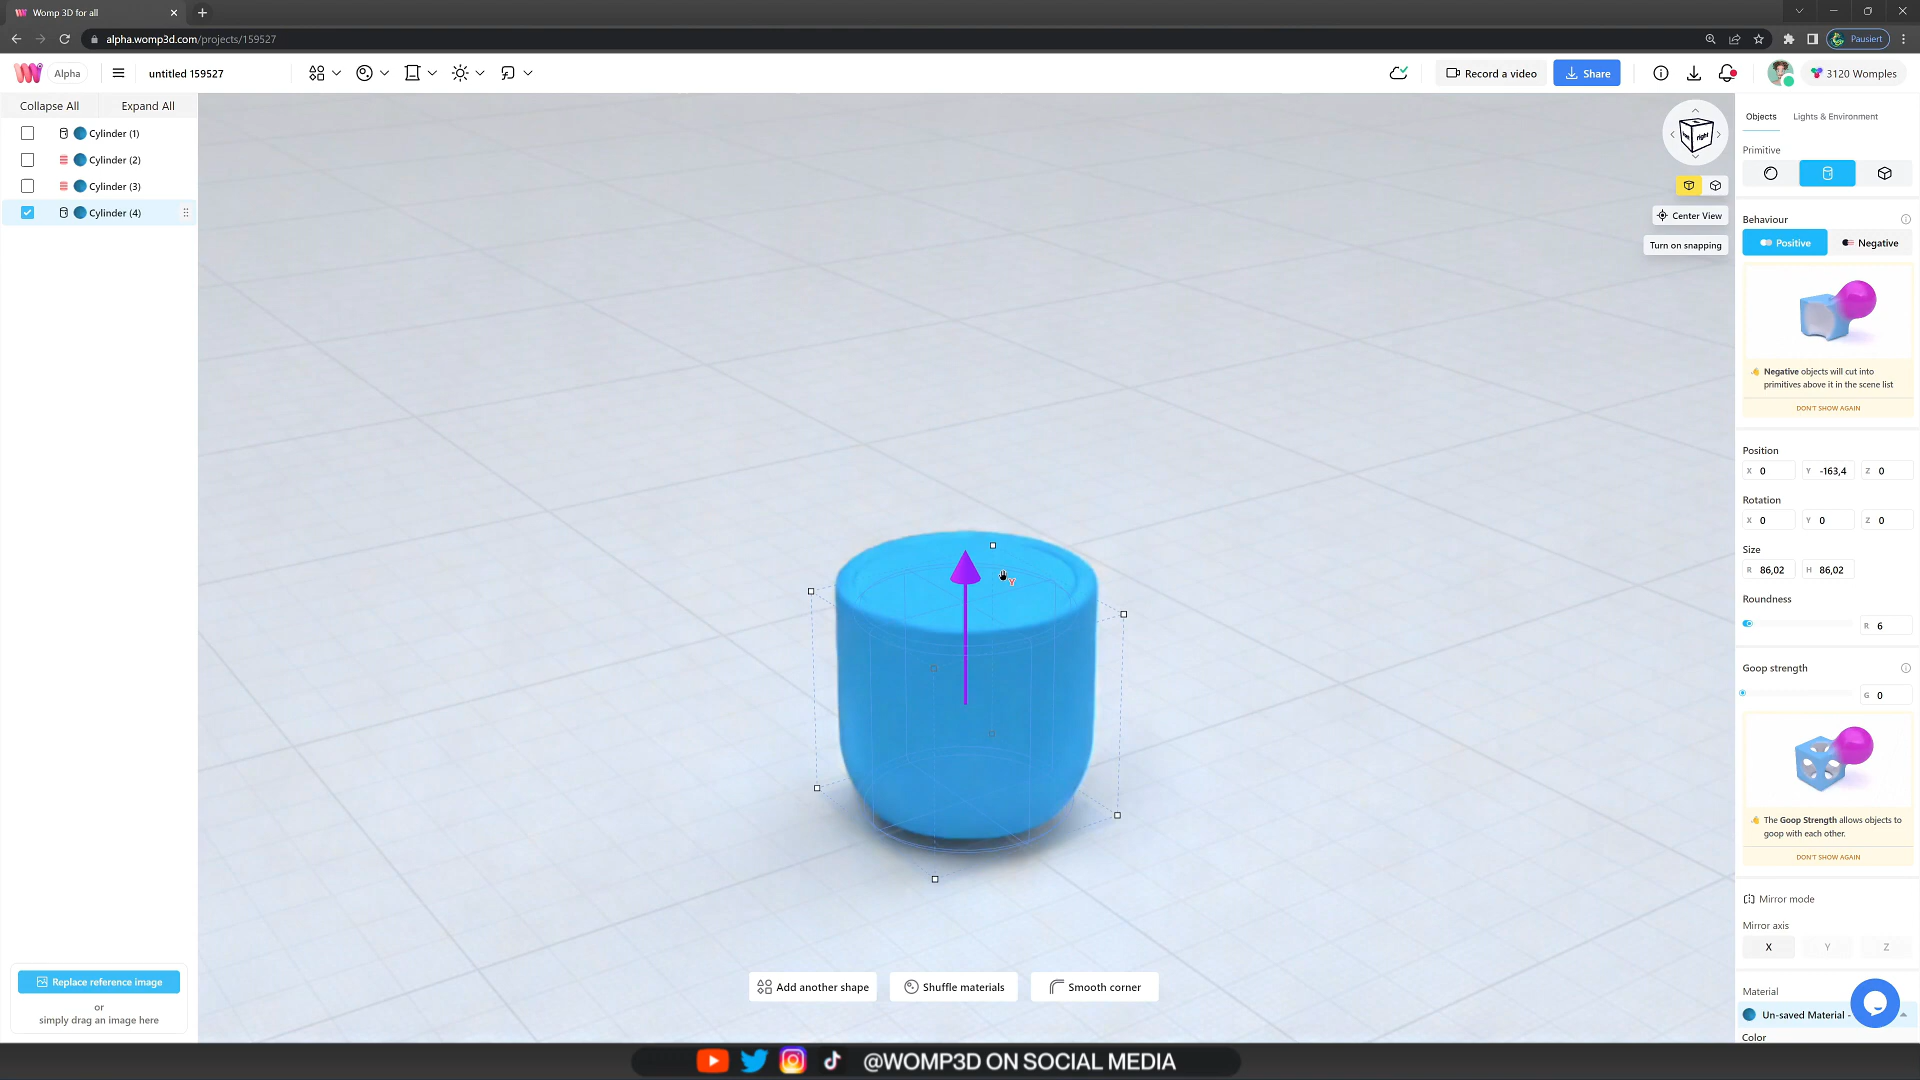 Womp 3D for all
alpha.womp3d.com/projects/159527
Pausiert
Alpha
untitled 159527
Record a video
Share
3120 Womples
Collapse All
Expand All
Cylinder (1)
Cylinder (2)
Cylinder (3)
Cylinder (4)
right
Center View
Turn on snapping
Y
Objects
Lights & Environment
Primitive
Behaviour
Positive
Negative
Negative objects will cut into
primitives above it in the scene list
DON'T SHOW AGAIN
Position
X 0
Y -163,4
Z 0
Rotation
X 0
Y 0
Z 0
Size
R 86,02
H 86,02
Roundness
R 6
Goop strength
G 0
The Goop Strength allows objects to
goop with each other.
DON'T SHOW AGAIN
Mirror mode
Mirror axis
X
Y
Z
Material
Un-saved Material -
Color
Replace reference image
or
simply drag an image here
Add another shape
Shuffle materials
Smooth corner
@WOMP3D ON SOCIAL MEDIA